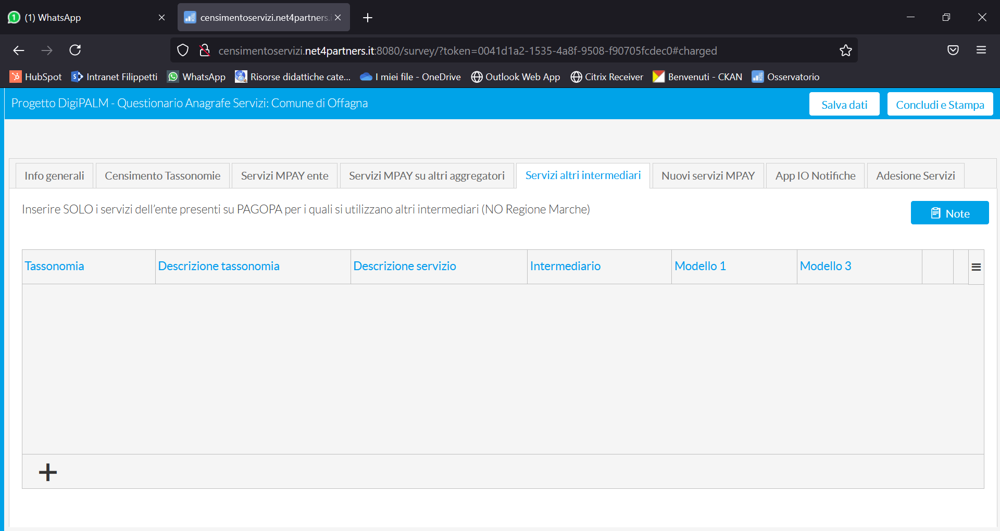 (1) WhatsApp
censimentoservizi.net4partners.i
censimentoservizi.net4partners.it:8080/survey/?token=0041d1a2-1535-4a8f-9508-f90705fcdec0#charged
HubSpot Intranet Filippetti WhatsApp Risorse didattiche cate... I miei file - OneDrive Outlook Web App Citrix Receiver Benvenuti - CKAN Osservatorio
Progetto DigiPALM - Questionario Anagrafe Servizi: Comune di Offagna Salva dati Concludi e Stampa
Info generali Censimento Tassonomie Servizi MPAY ente Servizi MPAY su altri aggregatori Servizi altri intermediari Nuovi servizi MPAY App IO Notifiche Adesione Servizi
Inserire SOLO i servizi dell'ente presenti su PAGOPA per i quali si utilizzano altri intermediari (NO Regione Marche) Note
Tassonomia Descrizione tassonomia Descrizione servizio Intermediario Modello 1 Modello 3